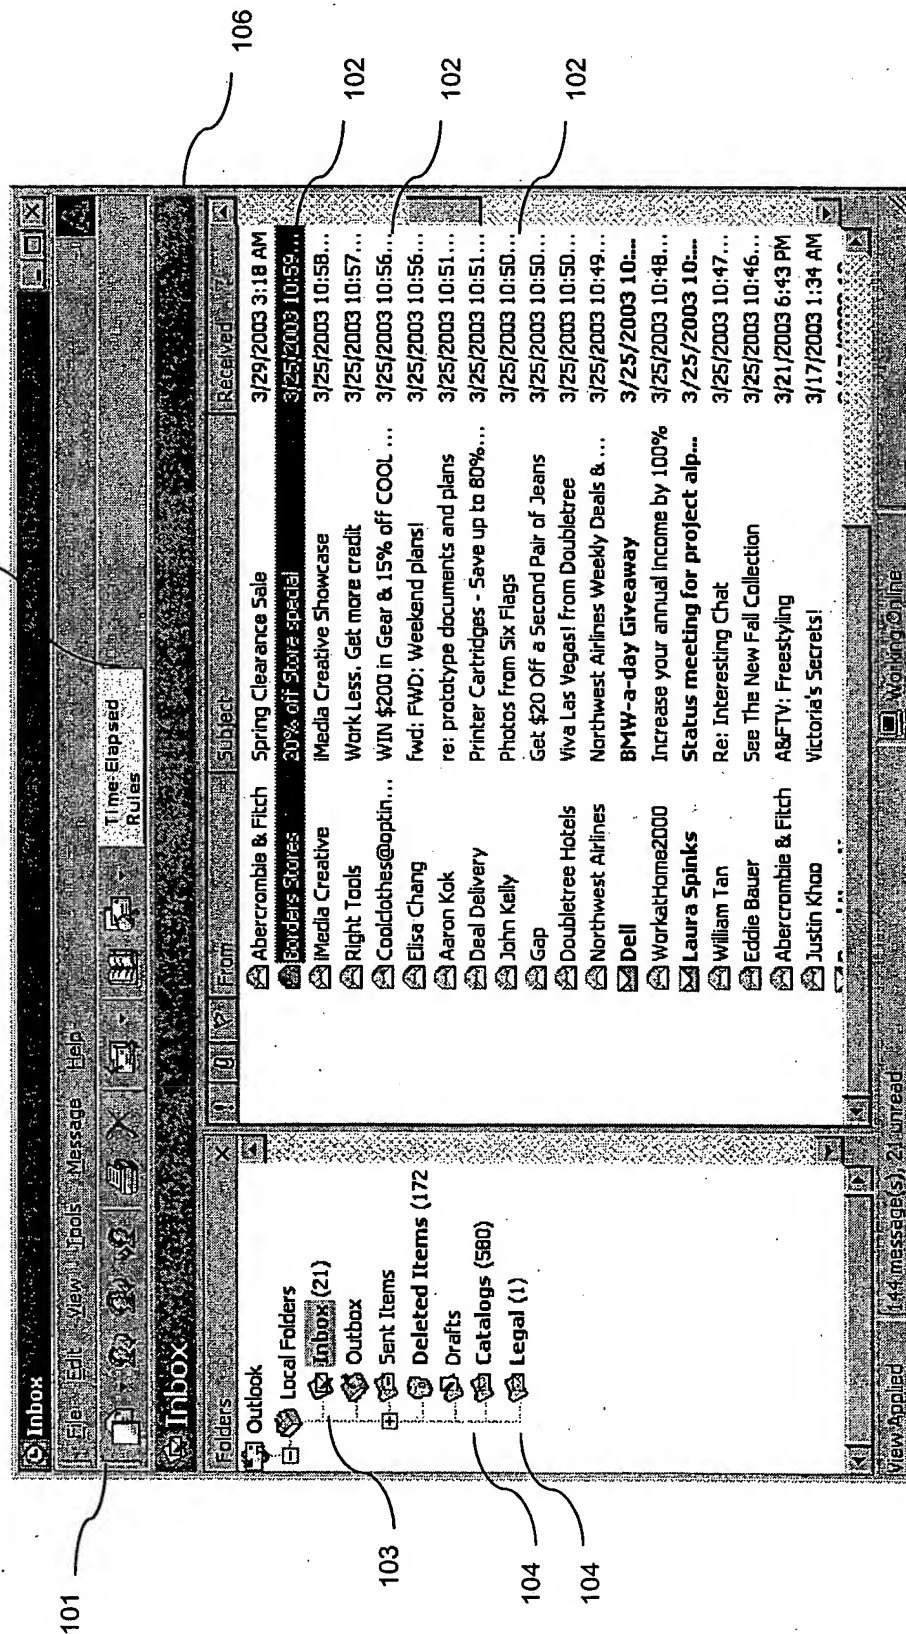 106
102
102
102
101
103
104
104
Inbox
File Edit View Tools Message Help
Time-Elapsed
Rules
Inbox
Folders
Outlook
Local Folders
Inbox (21)
Outbox
Sent Items
Deleted Items (172
Drafts
Catalogs (580)
Legal (1)
! From Subject Received
Abercrombie & Fitch Spring Clearance Sale 3/29/2003 3:18 AM
Borders Stores 20% off Store special 3/25/2003 10:59...
iMedia Creative iMedia Creative Showcase 3/25/2003 10:58...
Right Tools Work Less. Get more credit 3/25/2003 10:57...
Coolclothes@optin... WIN $200 in Gear & 15% off COOL ... 3/25/2003 10:56...
Elisa Chang Fwd: FWD: Weekend plans! 3/25/2003 10:56...
Aaron Kok re: prototype documents and plans 3/25/2003 10:51...
Deal Delivery Printer Cartridges - Save up to 80%... 3/25/2003 10:51...
John Kelly Photos from Six Flags 3/25/2003 10:50...
Gap Get $20 Off a Second Pair of Jeans 3/25/2003 10:50...
Doubletree Hotels Viva Las Vegas! From Doubletree 3/25/2003 10:50...
Northwest Airlines Northwest Airlines Weekly Deals & ... 3/25/2003 10:49...
Dell BMW-a-day Giveaway 3/25/2003 10:...
WorkatHome2000 Increase your annual income by 100% 3/25/2003 10:48...
Laura Spinks Status meeting for project alp... 3/25/2003 10:...
William Tan Re: Interesting Chat 3/25/2003 10:47...
Eddie Bauer See The New Fall Collection 3/25/2003 10:46...
Abercrombie & Fitch A&FTV: Freestyling 3/21/2003 6:43 PM
Justin Khoo Victoria's Secrets! 3/17/2003 1:34 AM
View Applied 144 message(s), 21 unread Working Online